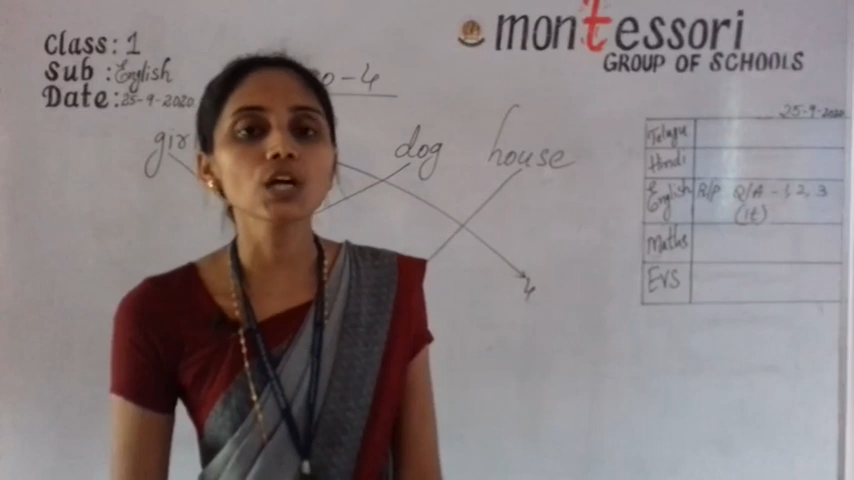 Class: 1
Sub: English
Date: 25-9-2020
montessori
GROUP OF SCHOOLS
25-9-2020
dog
house
4
Telugu
Hindi
English R/P Q/A - 1, 2, 3
(it)
Maths
EVS